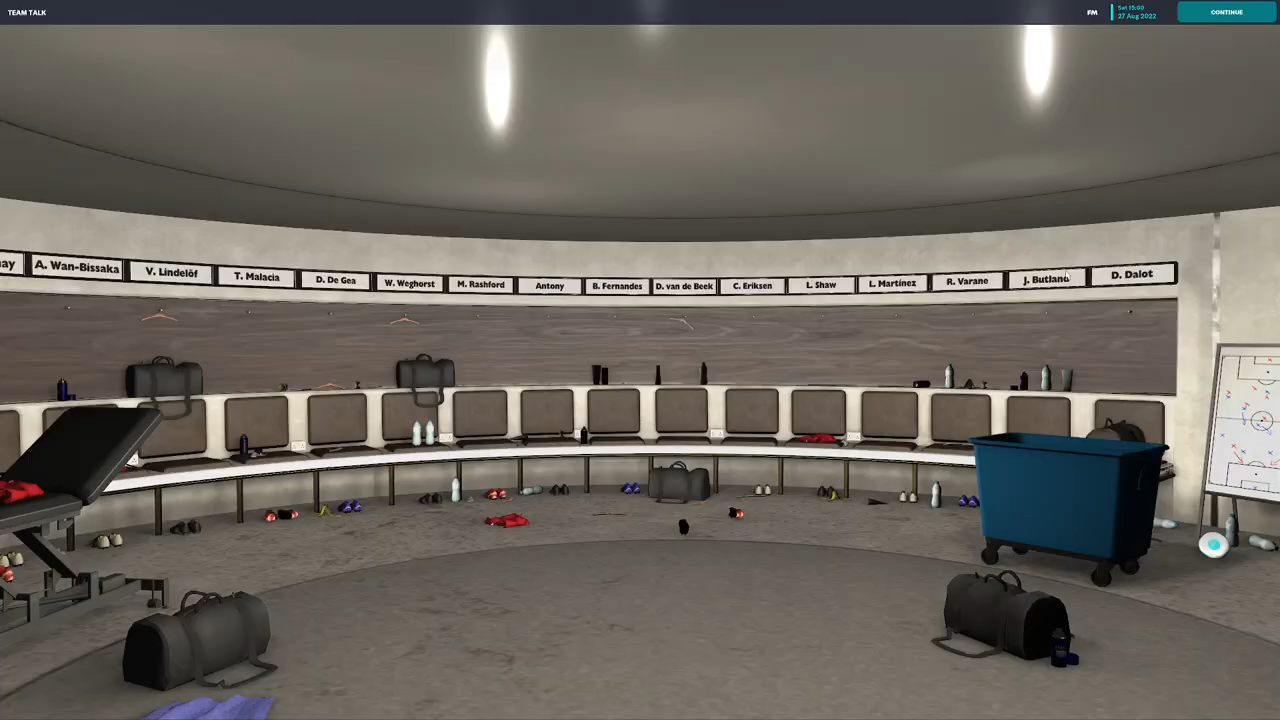 TEAM TALK
FM
Sat 15:00
27 Aug 2022
CONTINUE
ay
A. Wan-Bissaka
V. Lindelöf
T. Malacia
D. De Gea
W. Weghorst
M. Rashford
Antony
B. Fernandes
D. van de Beek
C. Eriksen
L. Shaw
L. Martínez
R. Varane
J. Butland
D. Dalot